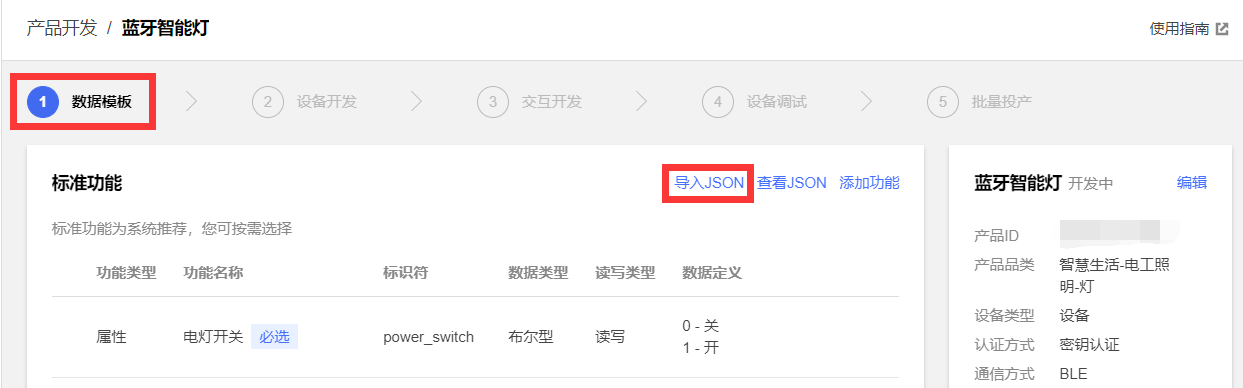 产品开发 / 蓝牙智能灯
使用指南
1 数据模板 2 设备开发 3 交互开发 4 设备调试 5 批量投产
标准功能 导入JSON 查看JSON 添加功能
标准功能为系统推荐，您可按需选择
功能类型 功能名称 标识符 数据类型 读写类型 数据定义
属性 电灯开关 必选 power_switch 布尔型 读写 0 - 关
1 - 开
蓝牙智能灯 开发中 编辑
产品ID
产品品类 智慧生活-电工照
明-灯
设备类型 设备
认证方式 密钥认证
通信方式 BLE